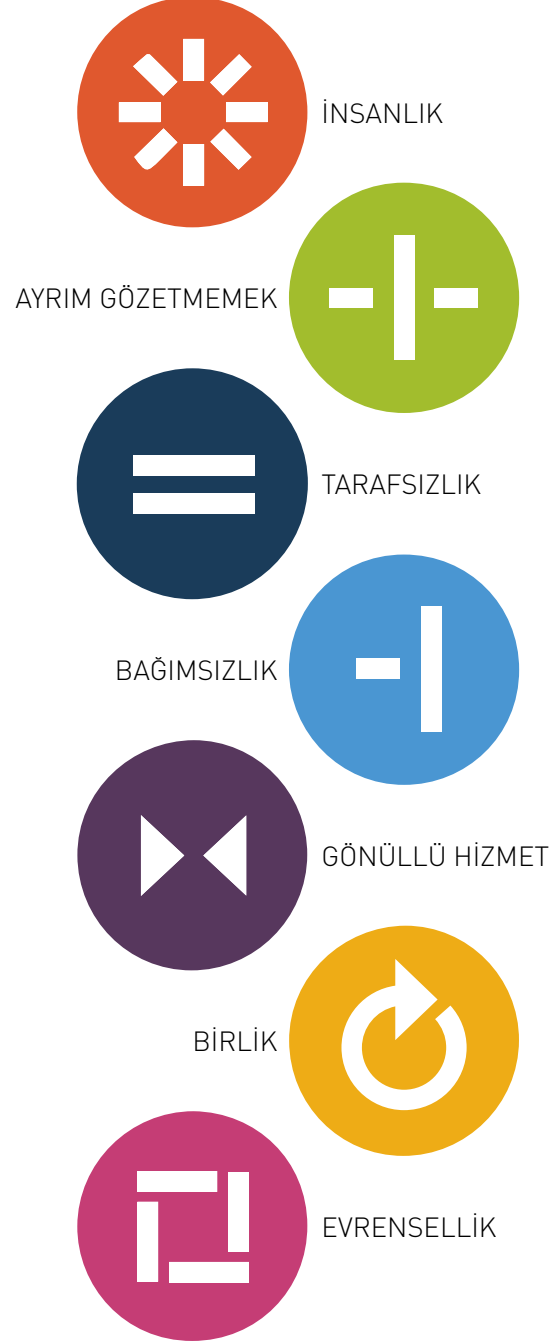 İNSANLIK
AYRIM GÖZETMEMEK
TARAFSIZLIK
BAĞIMSIZLIK
GÖNÜLLÜ HİZMET
BİRLİK
EVRENSELLİK